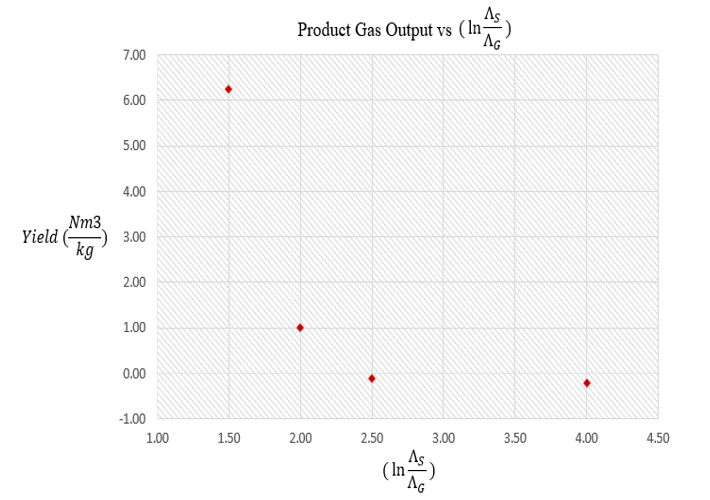 Product Gas Output vs (ln Λ_S/Λ_G)
7.00
6.00
5.00
4.00
3.00
2.00
1.00
0.00
-1.00
Yield (Nm3/kg)
1.00 1.50 2.00 2.50 3.00 3.50 4.00 4.50
(ln Λ_S/Λ_G)